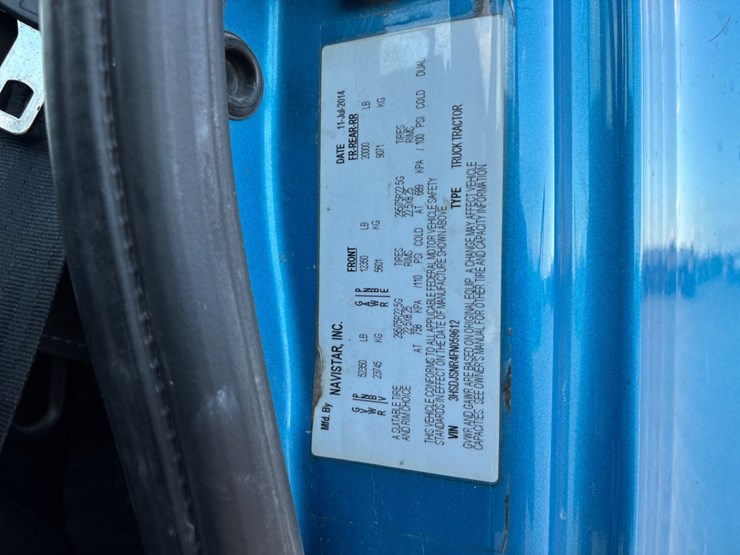 Mfd. By NAVISTAR, INC. DATE 11-Jul-2014
FRONT FR-REAR-RR
G V W R P N B V 52350 LB G A W R P N B E 12350 LB 20000 LB
23745 KG 5601 KG 9071 KG
A SUITABLE TIRE 295/75R22.5G TIRES 295/75R22.5G TIRES
AND RIM CHOICE 22.5X8.25 RIMS 22.5X8.25 RIMS
AT 758 KPA /110 PSI COLD AT 689 KPA / 100 PSI COLD DUAL
THIS VEHICLE CONFORMS TO ALL APPLICABLE FEDERAL MOTOR VEHICLE SAFETY
STANDARDS IN EFFECT ON THE DATE OF MANUFACTURE SHOWN ABOVE.
VIN 3HSDJSNR4FN059612 TYPE TRUCK TRACTOR
GVWR AND GAWR ARE BASED ON ORIGINAL EQUIP. A CHANGE MAY AFFECT VEHICLE
CAPACITIES. SEE OWNER'S MANUAL FOR OTHER TIRE AND CAPACITY INFORMATION.